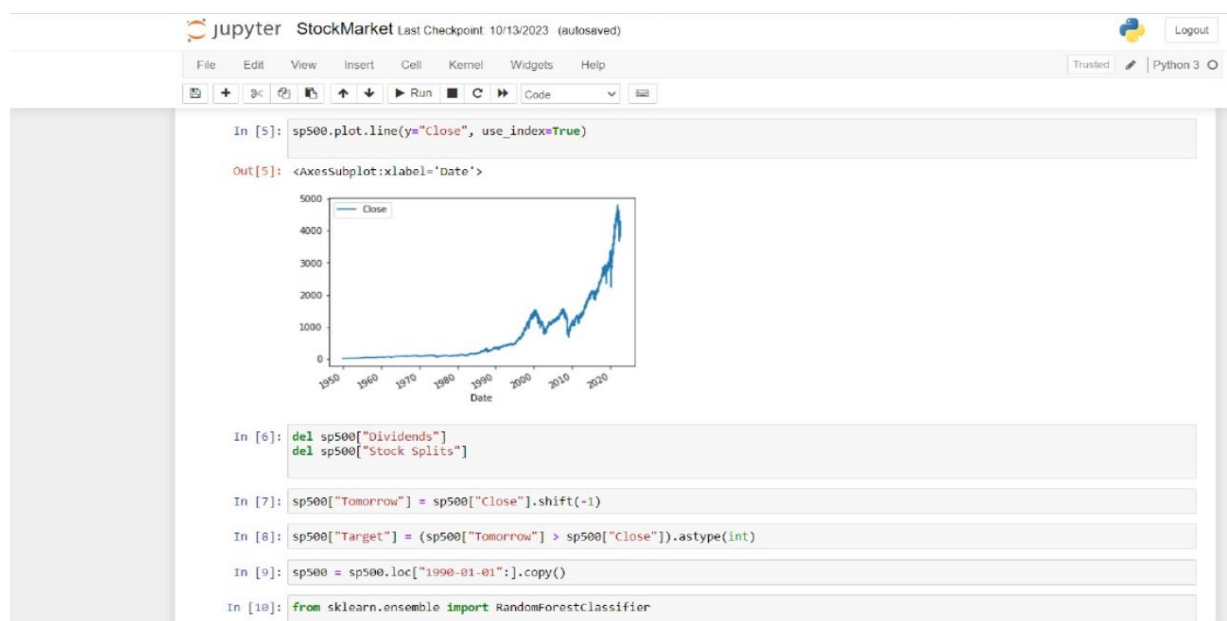 jupyter StockMarket Last Checkpoint: 10/13/2023 (autosaved)
Logout
File Edit View Insert Cell Kernel Widgets Help
Trusted Python 3
Run Code
In [5]: sp500.plot.line(y="Close", use_index=True)
Out[5]: <AxesSubplot:xlabel='Date'>
Close
5000
4000
3000
2000
1000
0
1950 1960 1970 1980 1990 2000 2010 2020
Date
In [6]: del sp500["Dividends"]
del sp500["Stock Splits"]
In [7]: sp500["Tomorrow"] = sp500["Close"].shift(-1)
In [8]: sp500["Target"] = (sp500["Tomorrow"] > sp500["Close"]).astype(int)
In [9]: sp500 = sp500.loc["1990-01-01":].copy()
In [10]: from sklearn.ensemble import RandomForestClassifier